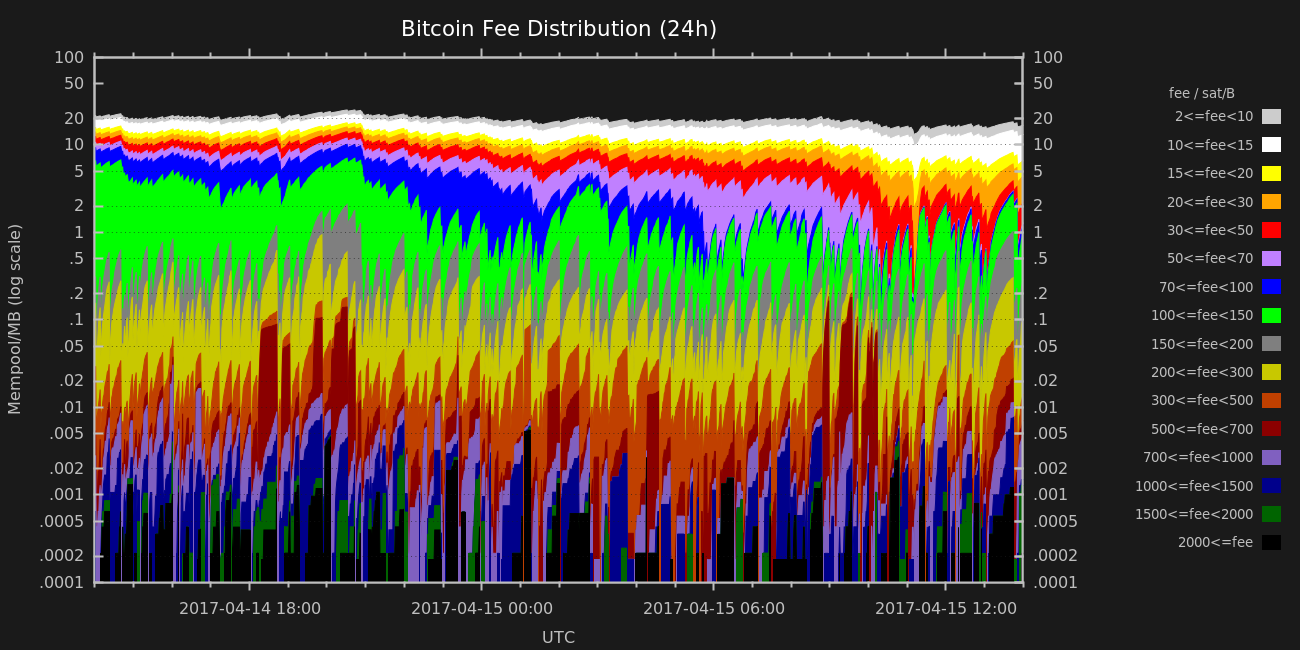 Bitcoin Fee Distribution (24h)
100 100
50 50
20 20
10 10
5 5
2 2
1 1
.5 .5
.2 .2
.1 .1
.05 .05
.02 .02
.01 .01
.005 .005
.002 .002
.001 .001
.0005 .0005
.0002 .0002
.0001 .0001
Mempool/MB (log scale)
2017-04-14 18:00 2017-04-15 00:00 2017-04-15 06:00 2017-04-15 12:00
UTC
fee / sat/B
2<=fee<10
10<=fee<15
15<=fee<20
20<=fee<30
30<=fee<50
50<=fee<70
70<=fee<100
100<=fee<150
150<=fee<200
200<=fee<300
300<=fee<500
500<=fee<700
700<=fee<1000
1000<=fee<1500
1500<=fee<2000
2000<=fee